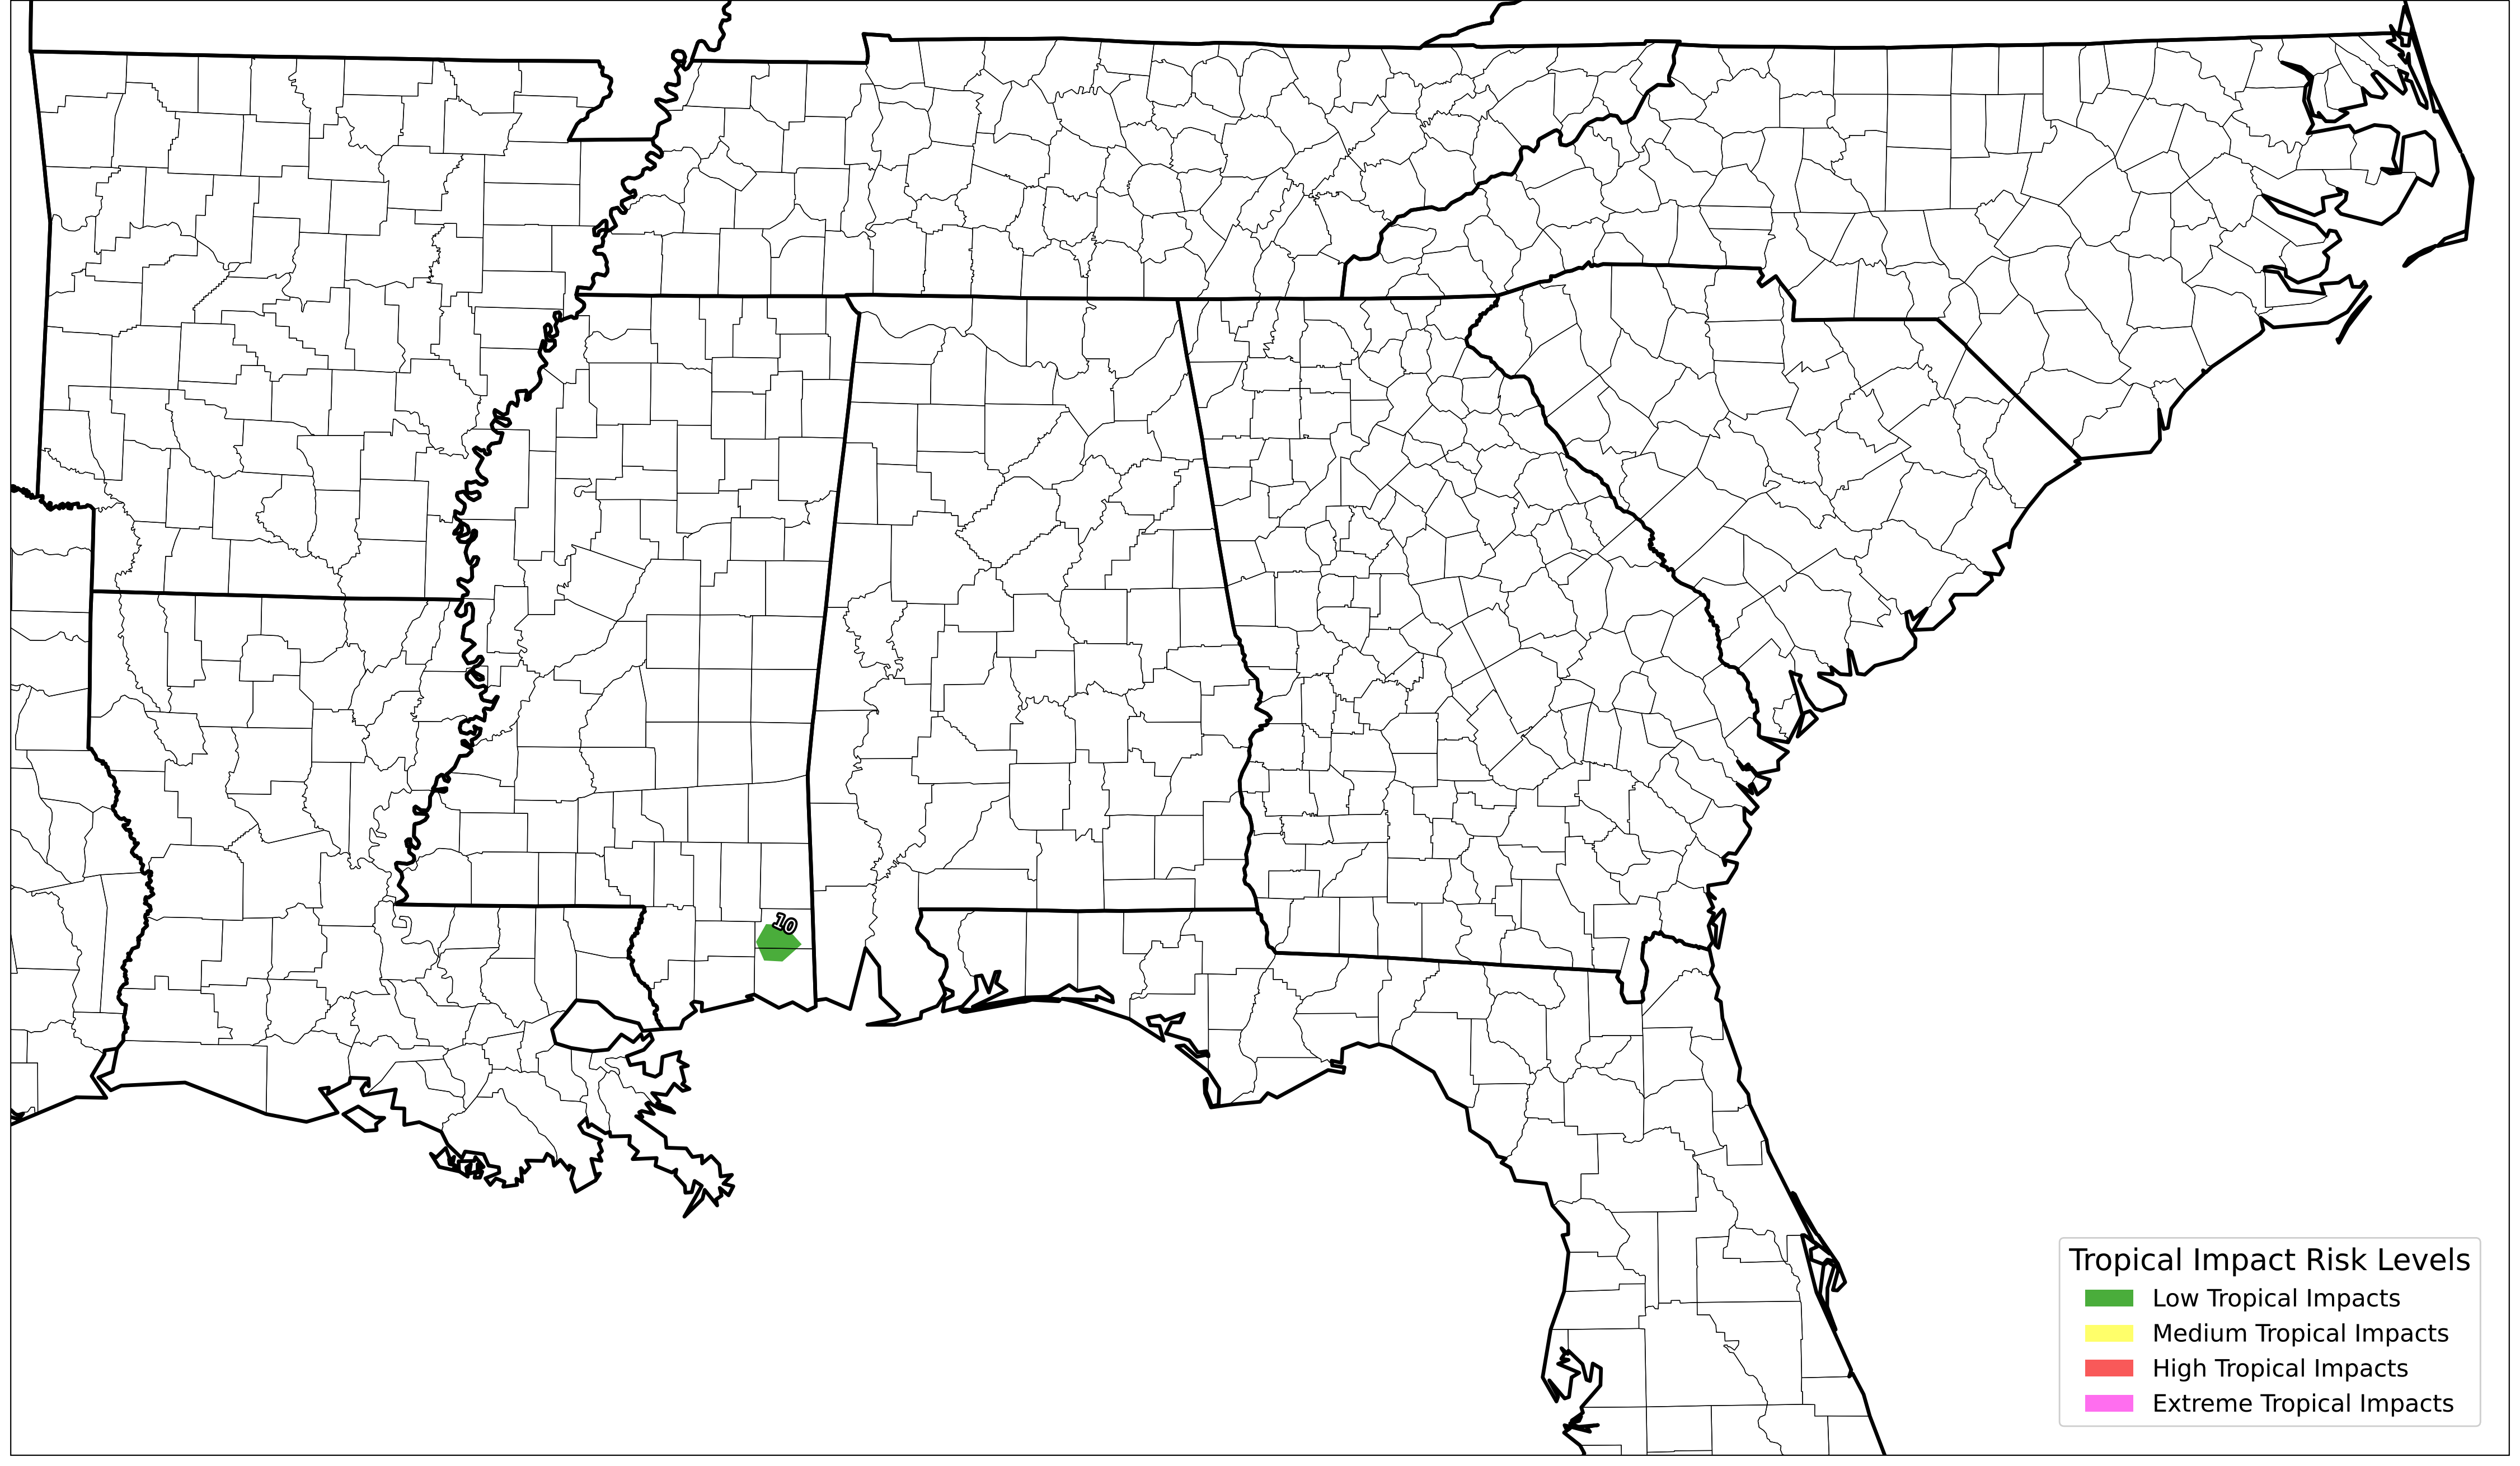 10
Tropical Impact Risk Levels
Low Tropical Impacts
Medium Tropical Impacts
High Tropical Impacts
Extreme Tropical Impacts